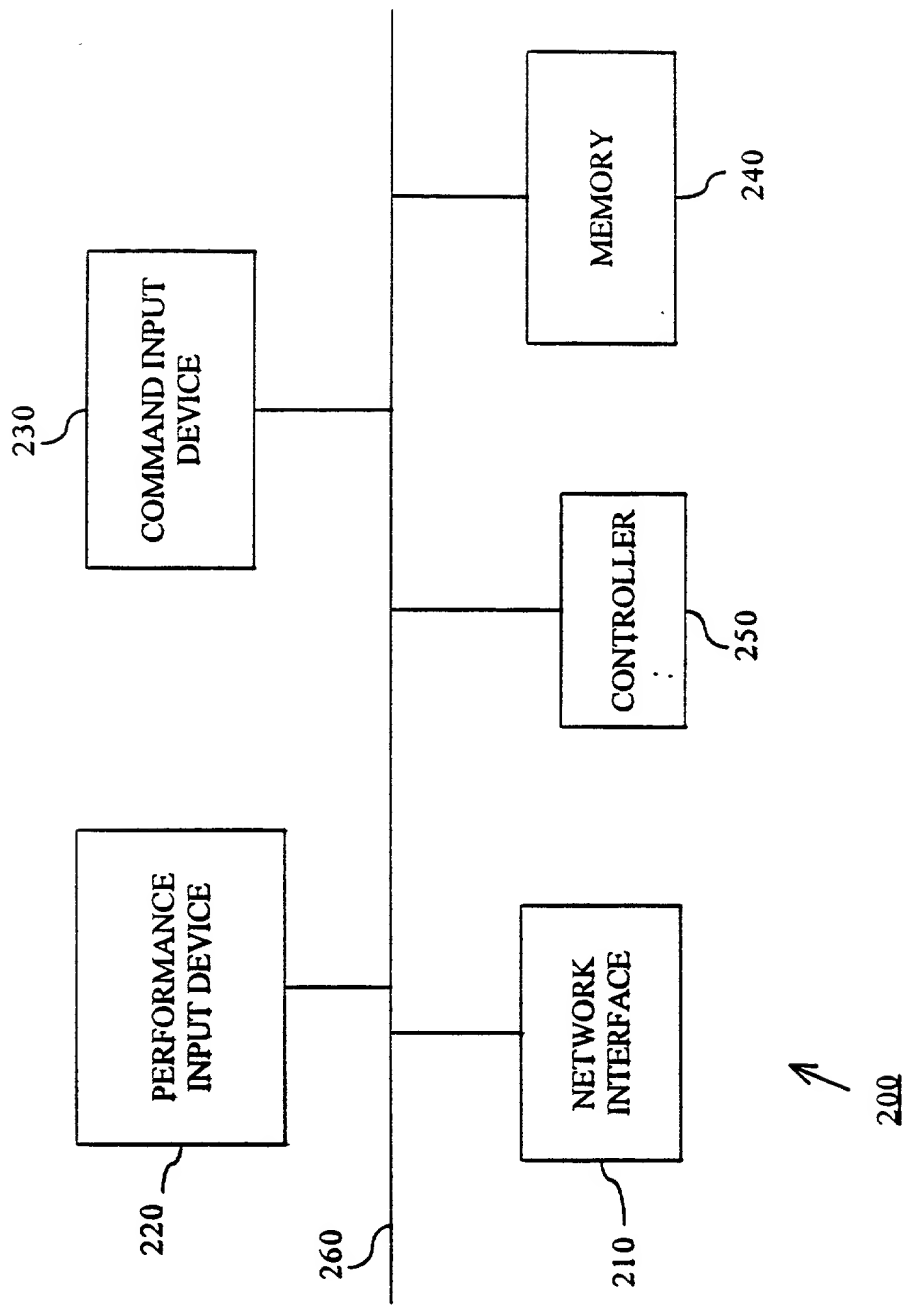 220
PERFORMANCE
INPUT DEVICE
230
COMMAND INPUT
DEVICE
260
210
NETWORK
INTERFACE
CONTROLLER
250
MEMORY
240
200